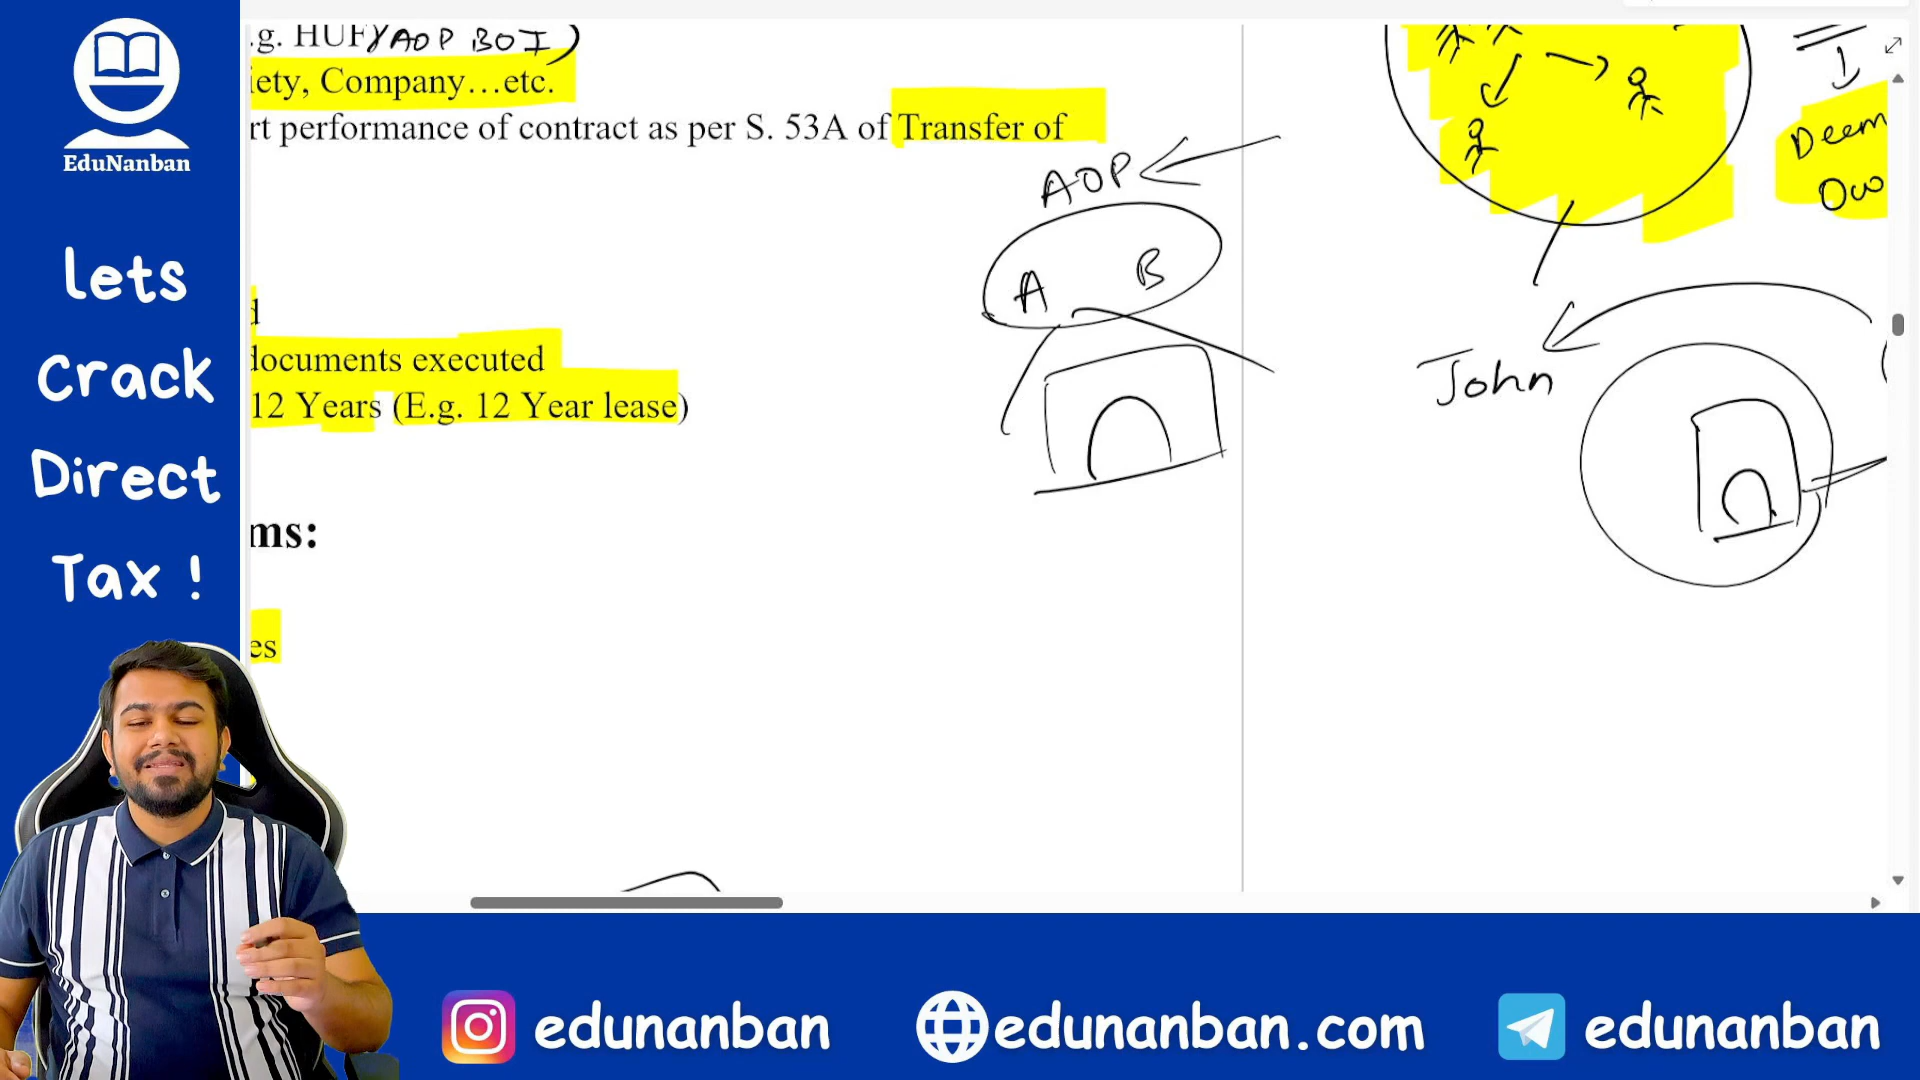 EduNanban
Lets
Crack
Direct
Tax !
.g. HUF/AOP BOI)
iety, Company…etc.
rt performance of contract as per S. 53A of Transfer of
d
documents executed
12 Years (E.g. 12 Year lease)
ms:
es
AOP
A B
Deem
Ow
John
edunanban
edunanban.com
edunanban